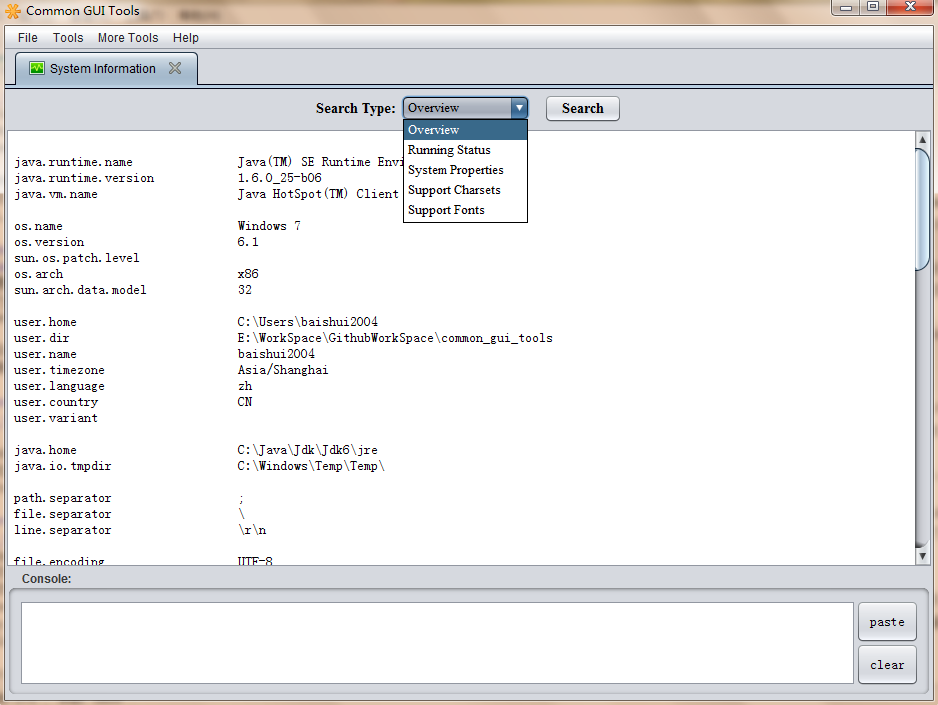 Common GUI Tools
File Tools More Tools Help
System Information
Search Type: Overview Search
Overview
Running Status
System Properties
Support Charsets
Support Fonts
java.runtime.name Java(TM) SE Runtime
java.runtime.version 1.6.0_25-b06
java.vm.name Java HotSpot(TM) Client
os.name Windows 7
os.version 6.1
sun.os.patch.level
os.arch x86
sun.arch.data.model 32
user.home C:\Users\baishui2004
user.dir E:\WorkSpace\GithubWorkSpace\common_gui_tools
user.name baishui2004
user.timezone Asia/Shanghai
user.language zh
user.country CN
user.variant
java.home C:\Java\Jdk\Jdk6\jre
java.io.tmpdir C:\Windows\Temp\Temp\
path.separator ;
file.separator \
line.separator \r\n
file.encoding UTF-8
Console:
paste
clear